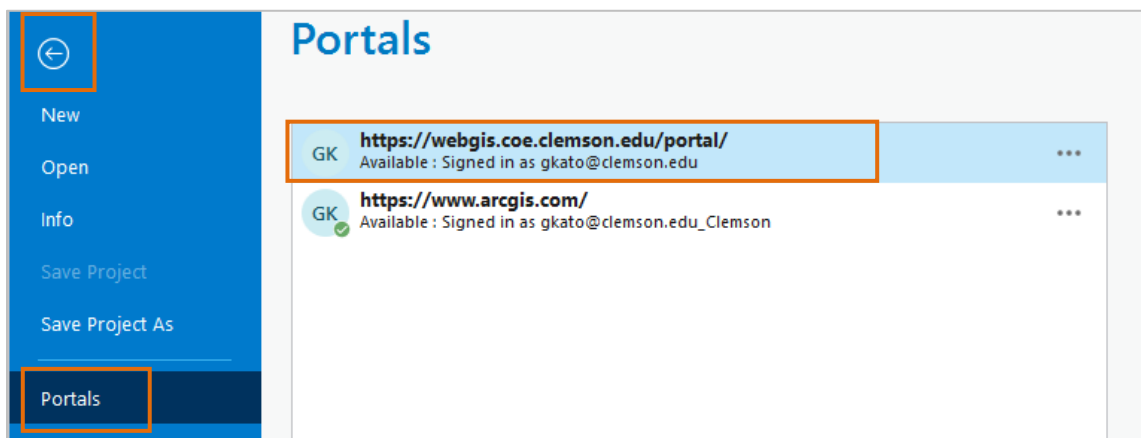 Portals
New
Open
Info
Save Project
Save Project As
Portals
GK
https://webgis.coe.clemson.edu/portal/
Available : Signed in as gkato@clemson.edu
GK
https://www.arcgis.com/
Available : Signed in as gkato@clemson.edu_Clemson